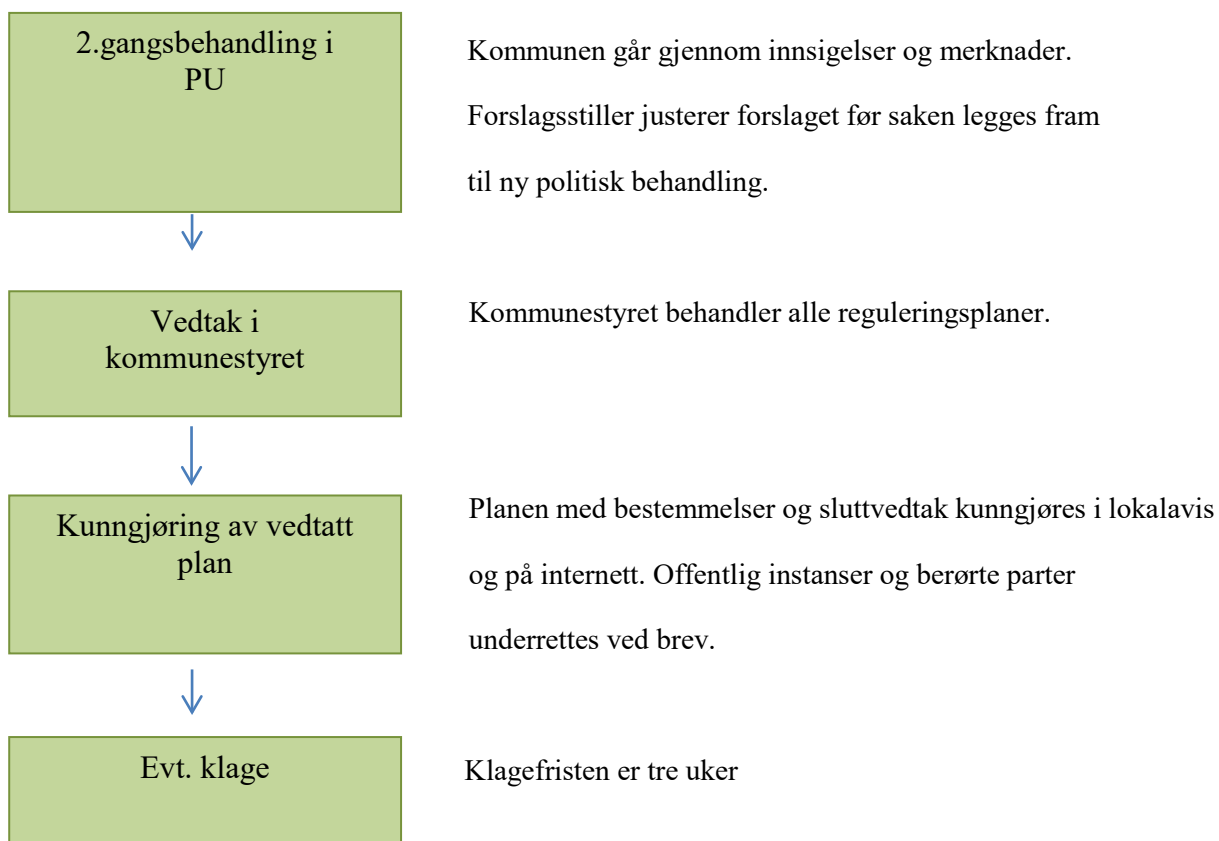 2.gangsbehandling i
PU
Kommunen går gjennom innsigelser og merknader.
Forslagsstiller justerer forslaget før saken legges fram
til ny politisk behandling.
Vedtak i
kommunestyret
Kommunestyret behandler alle reguleringsplaner.
Kunngjøring av vedtatt
plan
Planen med bestemmelser og sluttvedtak kunngjøres i lokalavis
og på internett. Offentlig instanser og berørte parter
underrettes ved brev.
Evt. klage
Klagefristen er tre uker